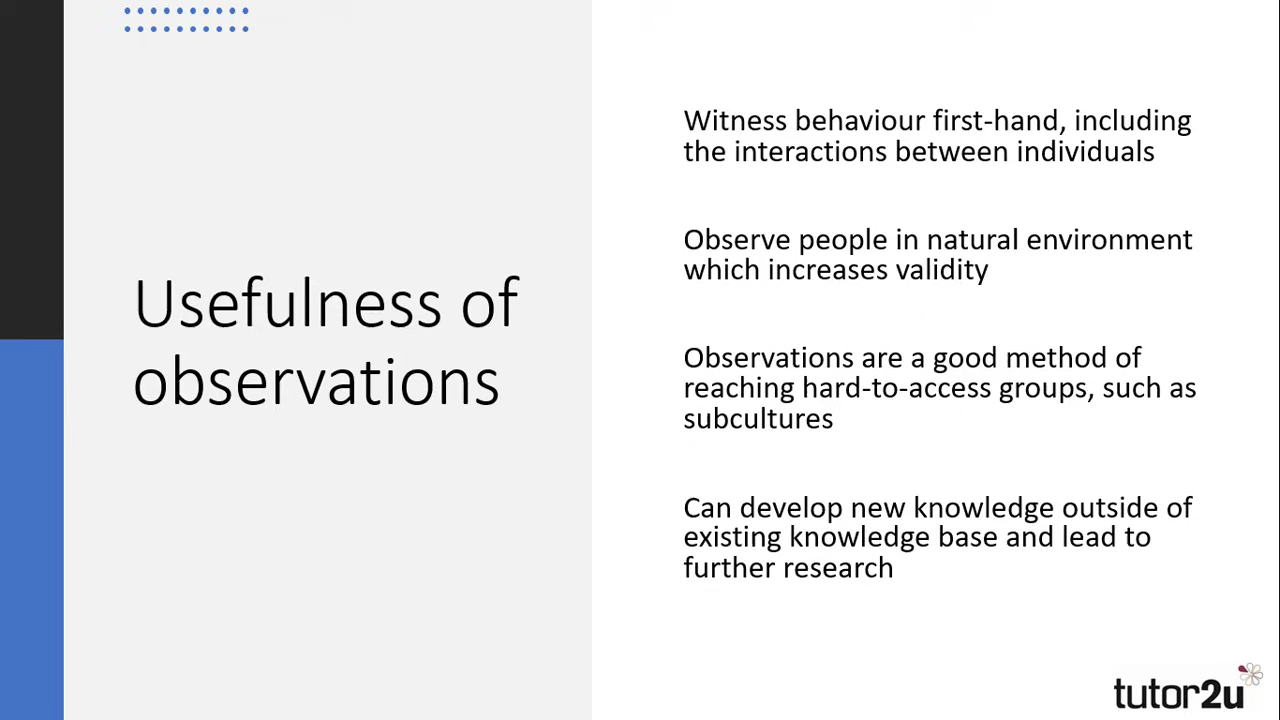 Usefulness of
observations
Witness behaviour first-hand, including
the interactions between individuals
Observe people in natural environment
which increases validity
Observations are a good method of
reaching hard-to-access groups, such as
subcultures
Can develop new knowledge outside of
existing knowledge base and lead to
further research
tutor2u